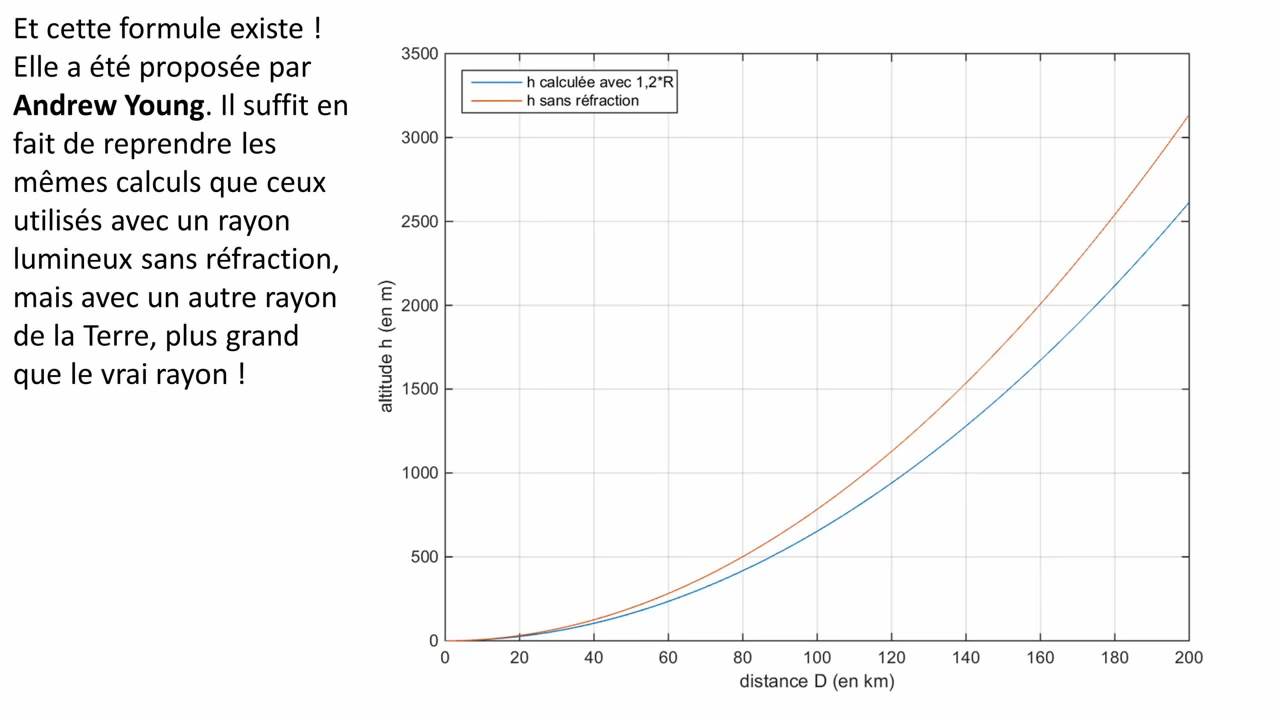 Et cette formule existe !
Elle a été proposée par
Andrew Young. Il suffit en
fait de reprendre les
mêmes calculs que ceux
utilisés avec un rayon
lumineux sans réfraction,
mais avec un autre rayon
de la Terre, plus grand
que le vrai rayon !
h calculée avec 1,2*R
h sans réfraction
altitude h (en m)
3500
3000
2500
2000
1500
1000
500
0
0 20 40 60 80 100 120 140 160 180 200
distance D (en km)